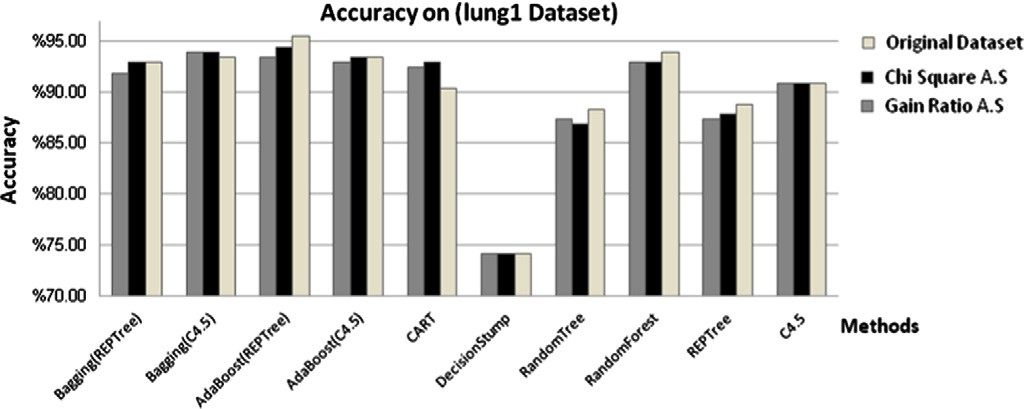 Accuracy on (lung1 Dataset)
%95.00
%90.00
%85.00
%80.00
%75.00
%70.00
Accuracy
Original Dataset
Chi Square A.S
Gain Ratio A.S
Bagging(REPTree)
Bagging(C4.5)
AdaBoost(REPTree)
AdaBoost(C4.5)
CART
DecisionStump
RandomTree
RandomForest
REPTree
C4.5
Methods